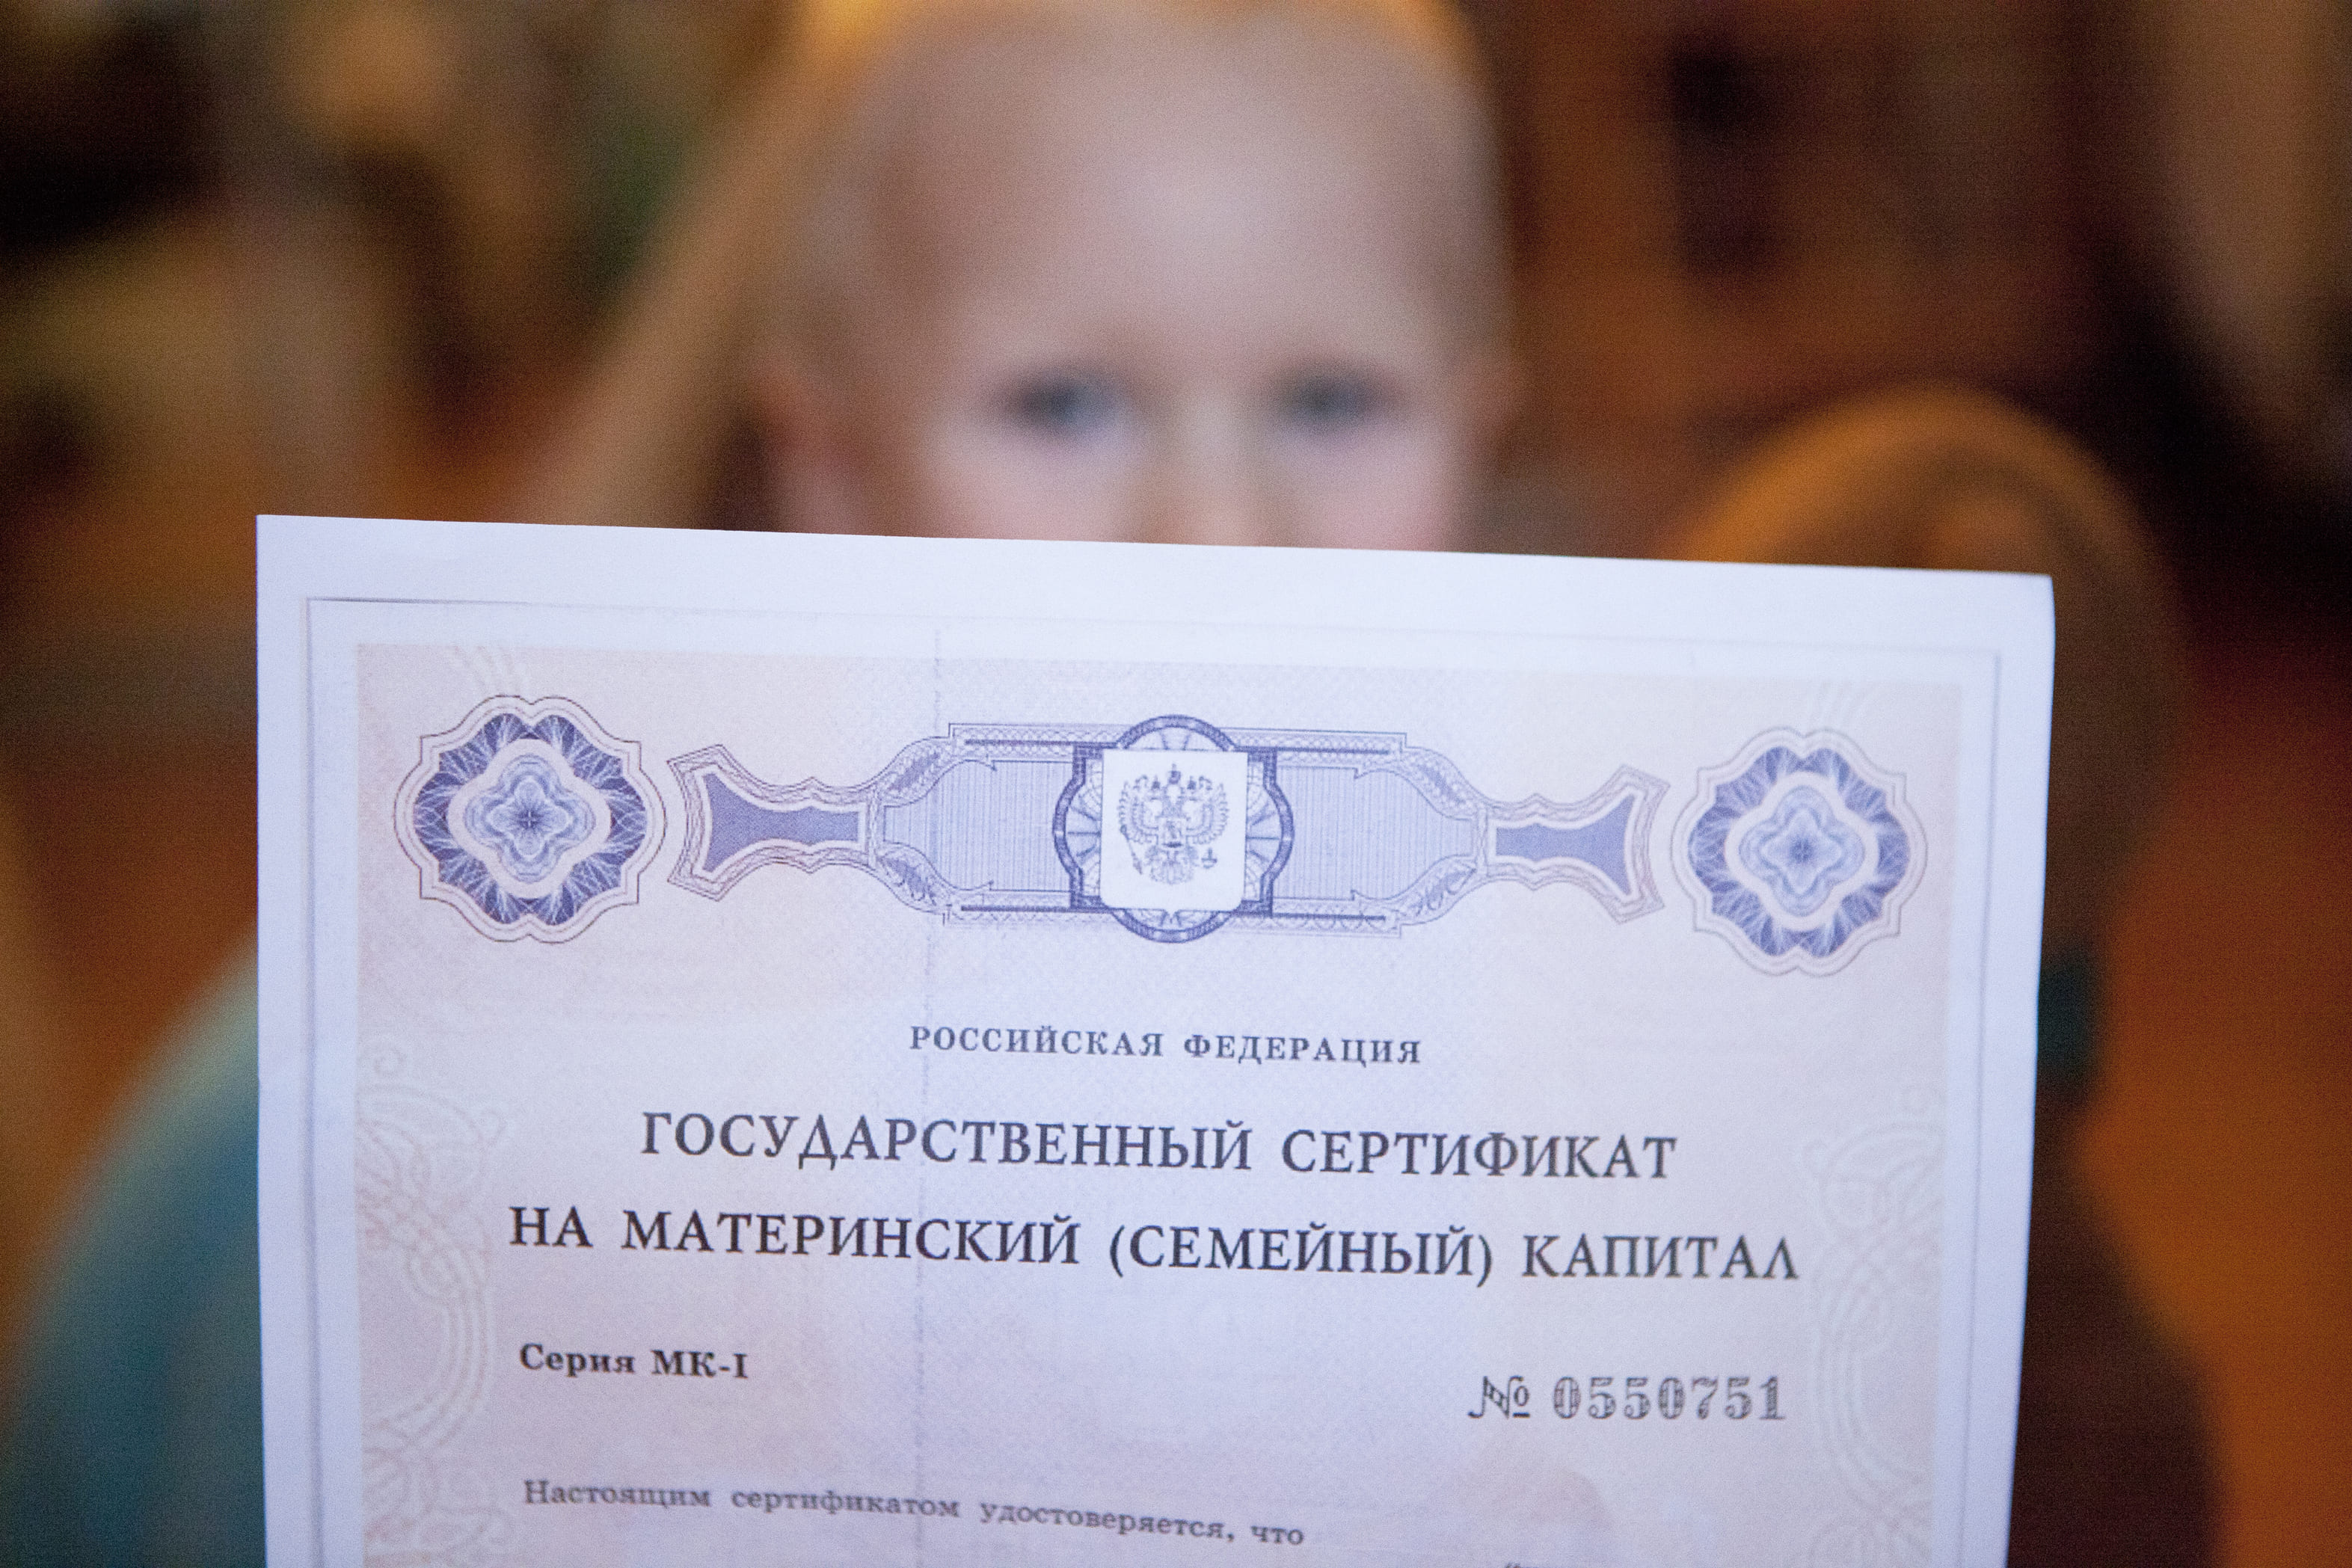 РОССИЙСКАЯ ФЕДЕРАЦИЯ
ГОСУДАРСТВЕННЫЙ СЕРТИФИКАТ
НА МАТЕРИНСКИЙ (СЕМЕЙНЫЙ) КАПИТАЛ
Серия МК-I
№ 0550751
Настоящим сертификатом удостоверяется, что